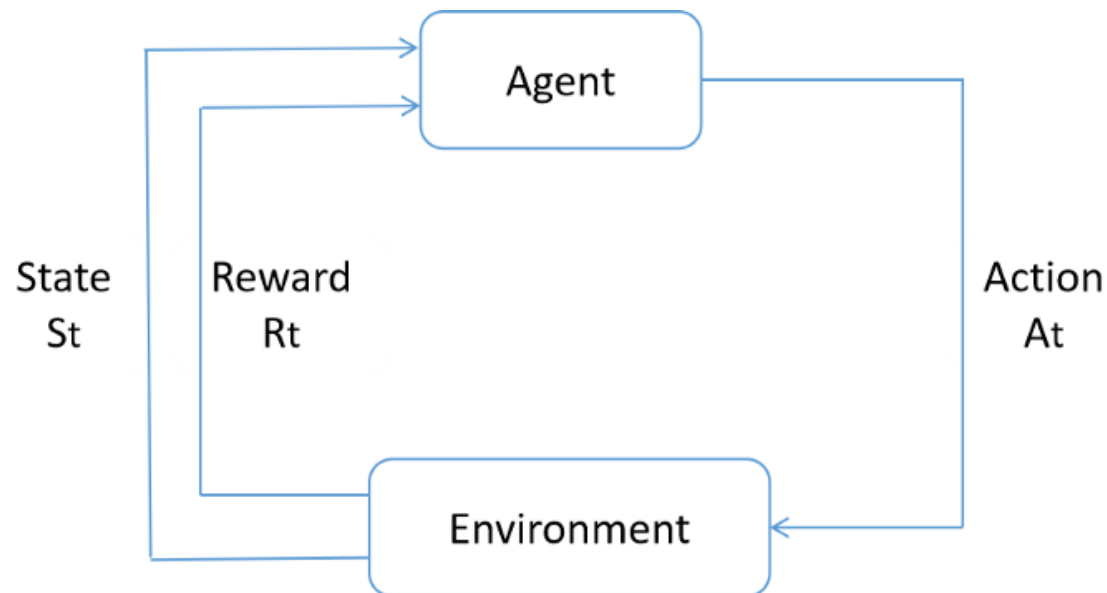 Agent
State
St
Reward
Rt
Action
At
Environment